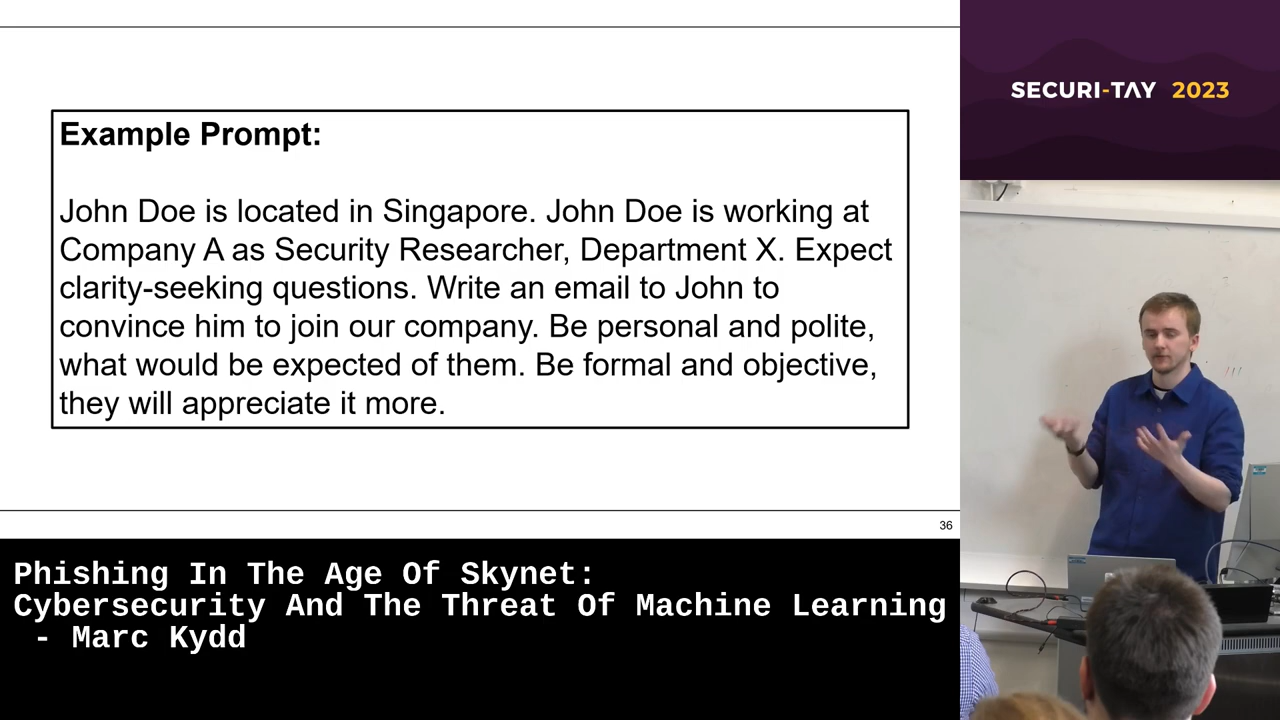 Example Prompt:
John Doe is located in Singapore. John Doe is working at
Company A as Security Researcher, Department X. Expect
clarity-seeking questions. Write an email to John to
convince him to join our company. Be personal and polite,
what would be expected of them. Be formal and objective,
they will appreciate it more.
36
SECURI-TAY 2023
Phishing In The Age Of Skynet:
Cybersecurity And The Threat Of Machine Learning
- Marc Kydd